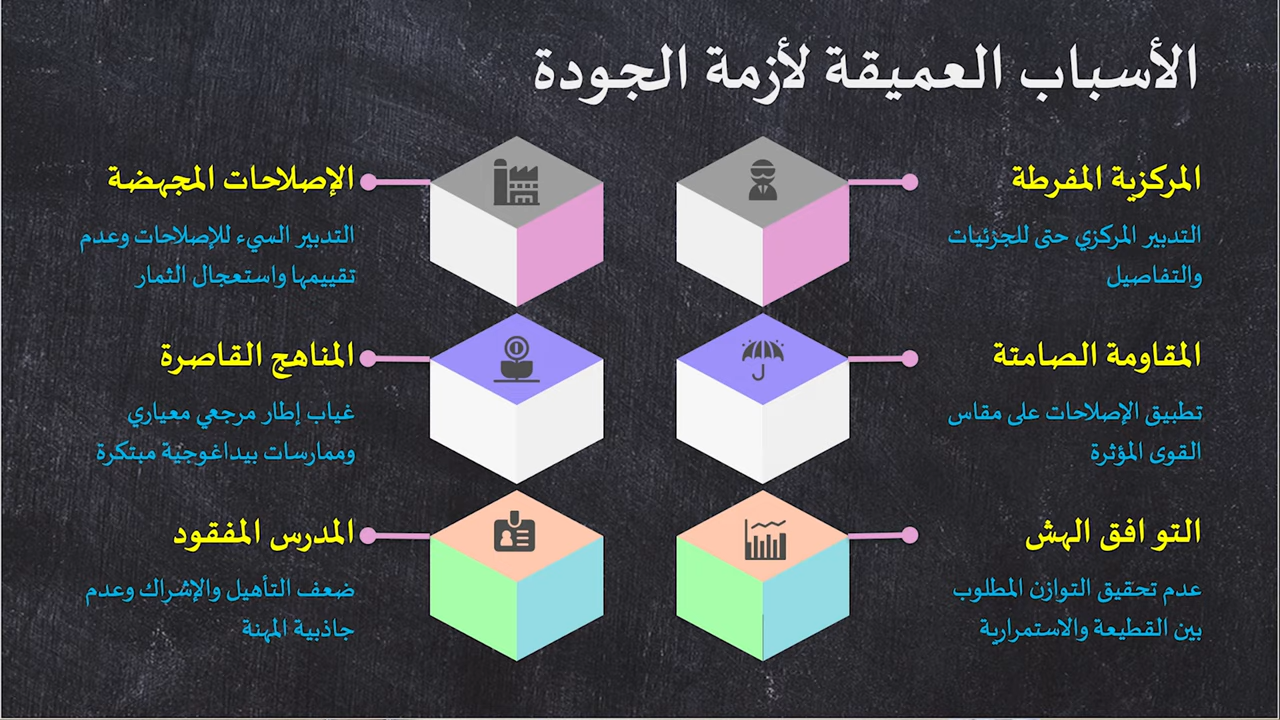 الأسباب العميقة لأزمة الجودة
المركزية المفرطة
التدبير المركزي حتى للجزئيات
والتفاصيل
الإصلاحات المجهضة
التدبير السيء للإصلاحات وعدم
تقييمها واستعجال الثمار
المقاومة الصامتة
تطبيق الإصلاحات على مقاس
القوى المؤثرة
المناهج القاصرة
غياب إطار مرجعي معياري
وممارسات بيداغوجية مبتكرة
التوافق الهش
عدم تحقيق التوازن المطلوب
بين القطيعة والاستمرارية
المدرس المفقود
ضعف التأهيل والإشراك وعدم
جاذبية المهنة